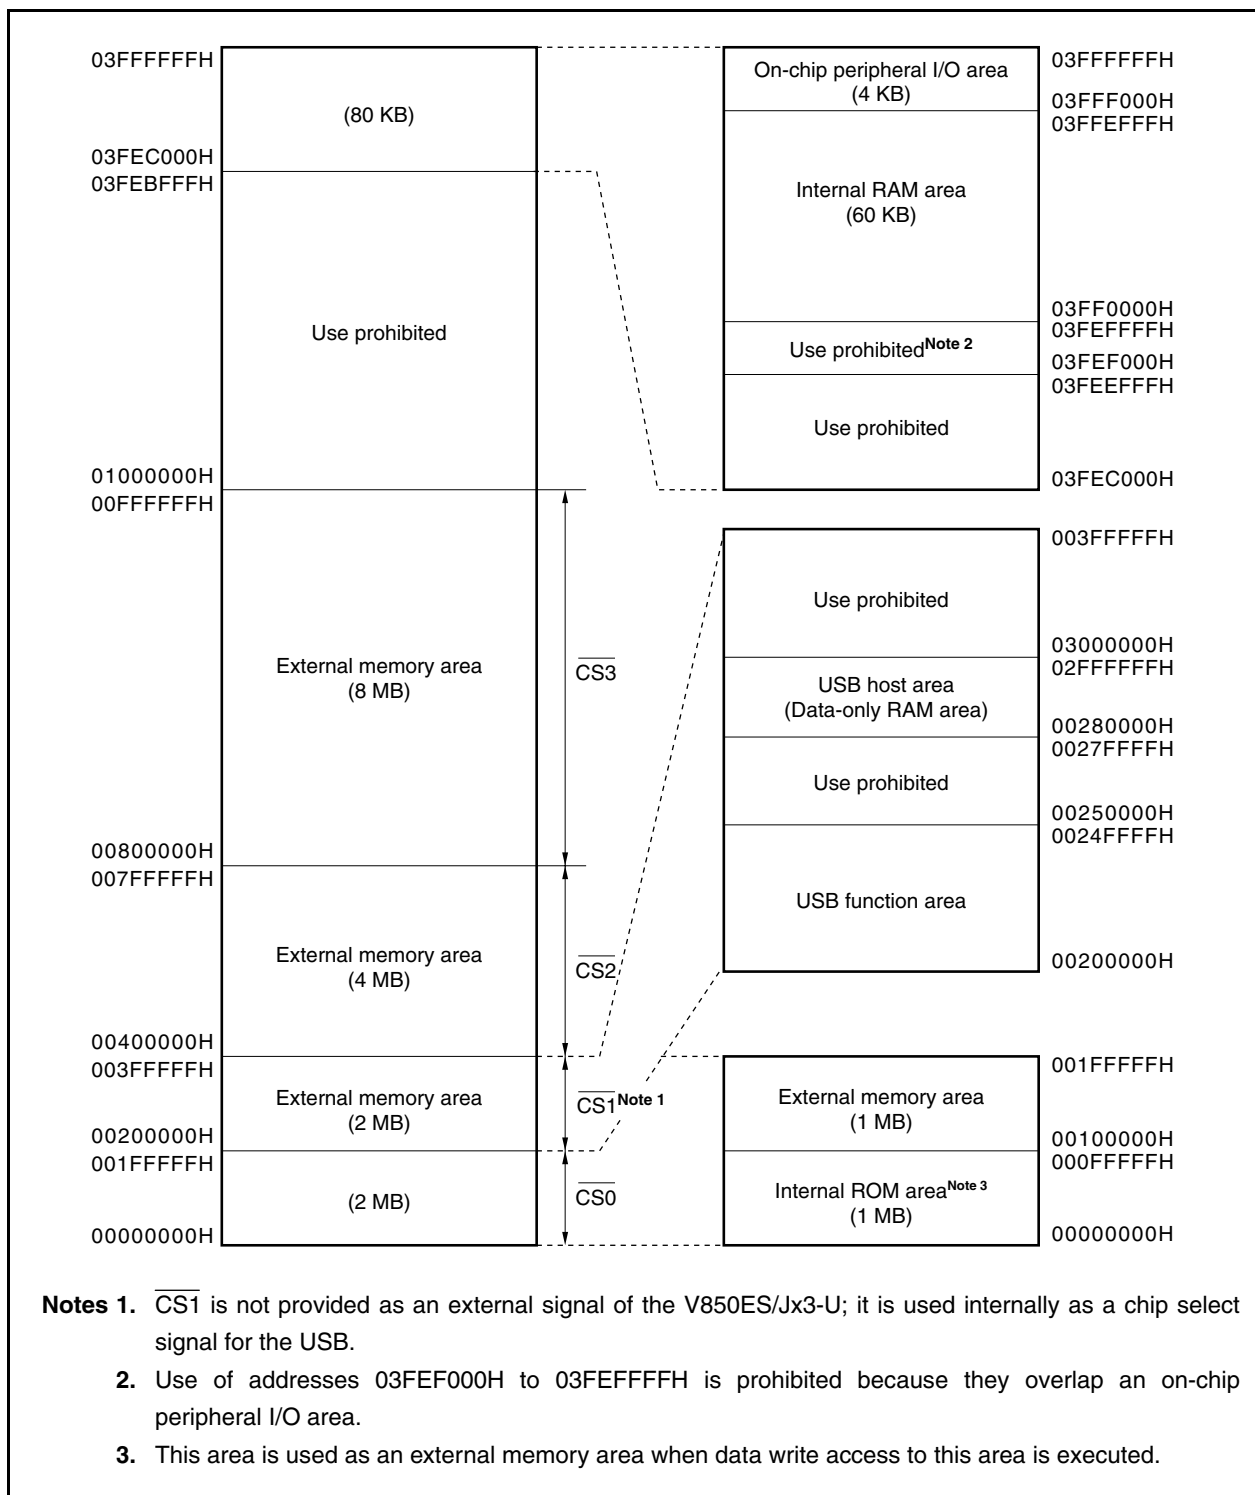 03FFFFFFH
(80 KB)
03FEC000H
03FEBFFFH
Use prohibited
01000000H
00FFFFFFH
External memory area
(8 MB)
CS3
00800000H
007FFFFFH
External memory area
(4 MB)
CS2
00400000H
003FFFFFH
External memory area
(2 MB)
CS1 Note 1
00200000H
001FFFFFH
(2 MB)
CS0
00000000H
On-chip peripheral I/O area
(4 KB)
03FFFFFFH
03FFF000H
03FFEFFFH
Internal RAM area
(60 KB)
03FF0000H
03FEFFFFH
Use prohibited Note 2
03FEF000H
03FEEFFFH
Use prohibited
03FEC000H
003FFFFFH
Use prohibited
03000000H
02FFFFFFH
USB host area
(Data-only RAM area)
00280000H
0027FFFFH
Use prohibited
00250000H
0024FFFFH
USB function area
00200000H
001FFFFFH
External memory area
(1 MB)
00100000H
000FFFFFH
Internal ROM area Note 3
(1 MB)
00000000H
Notes 1. CS1 is not provided as an external signal of the V850ES/Jx3-U; it is used internally as a chip select
signal for the USB.
2. Use of addresses 03FEF000H to 03FEFFFFH is prohibited because they overlap an on-chip
peripheral I/O area.
3. This area is used as an external memory area when data write access to this area is executed.